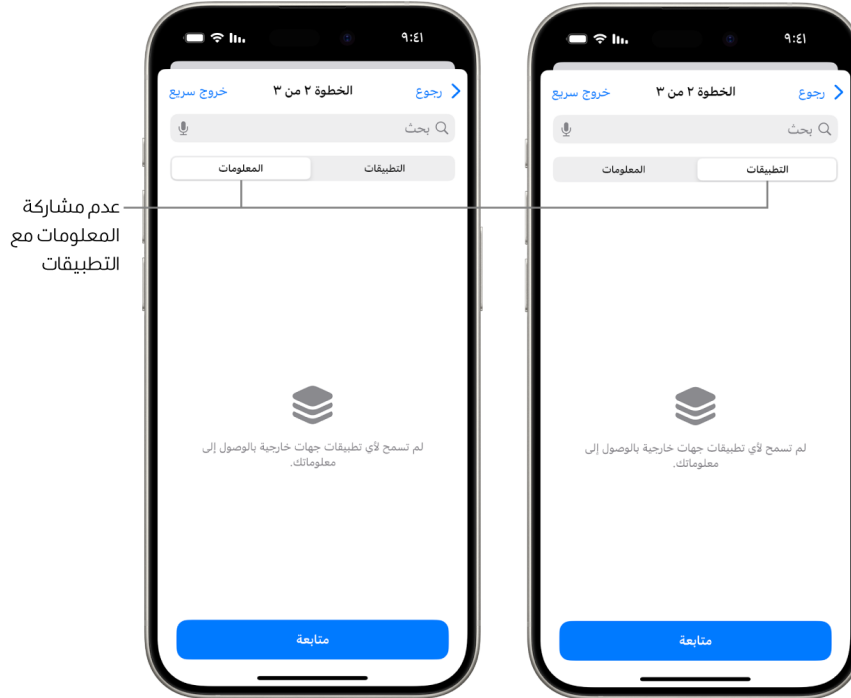 ٩:٤١
رجوع
الخطوة ٢ من ٣
خروج سريع
بحث
التطبيقات
المعلومات
لم تسمح لأي تطبيقات جهات خارجية بالوصول إلى
معلوماتك.
متابعة
٩:٤١
رجوع
الخطوة ٢ من ٣
خروج سريع
بحث
التطبيقات
المعلومات
لم تسمح لأي تطبيقات جهات خارجية بالوصول إلى
معلوماتك.
متابعة
عدم مشاركة
المعلومات مع
التطبيقات